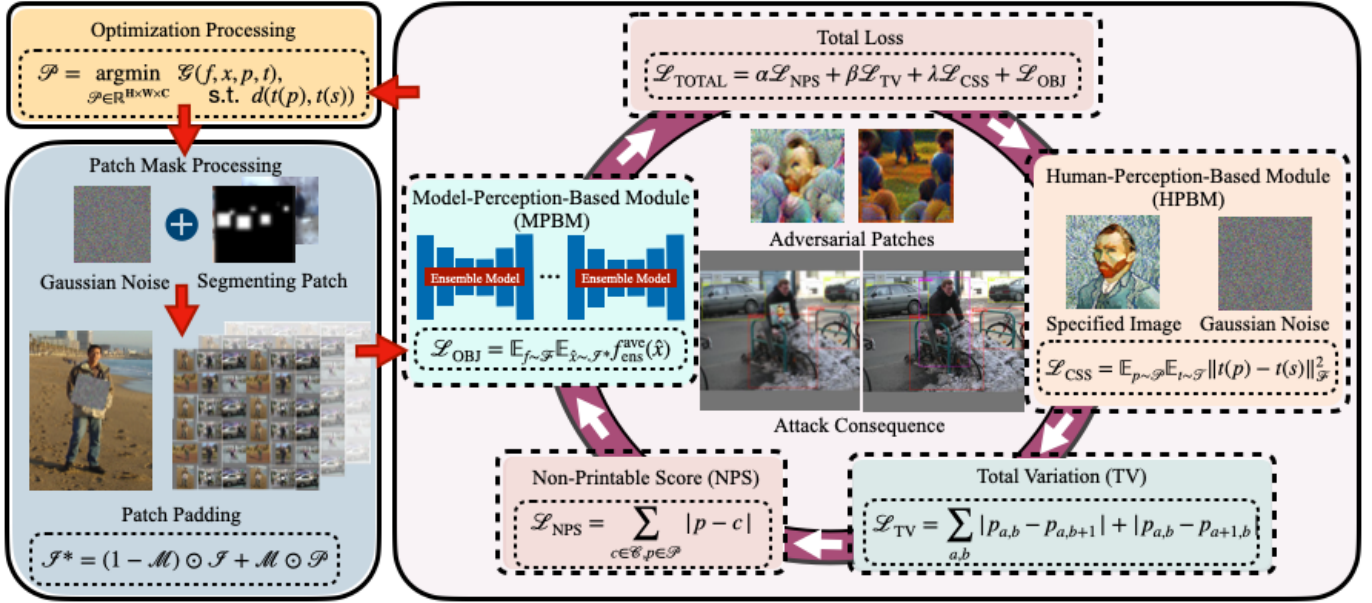 Optimization Processing
𝒫 = argmin 𝒢(f, x, p, t),
𝒫∈ℝ^{H×W×C} s.t. d(t(p), t(s))
Patch Mask Processing
Gaussian Noise
Segmenting Patch
Patch Padding
ℐ* = (1 − ℳ) ⊙ ℐ + ℳ ⊙ 𝒫
Total Loss
ℒ_TOTAL = αℒ_NPS + βℒ_TV + λℒ_CSS + ℒ_OBJ
Adversarial Patches
Attack Consequence
Model-Perception-Based Module
(MPBM)
Ensemble Model
...
Ensemble Model
ℒ_OBJ = 𝔼_{f∼ℱ}𝔼_{x̂∼ℐ*} f_ens^ave(x̂)
Human-Perception-Based Module
(HPBM)
Specified Image
Gaussian Noise
ℒ_CSS = 𝔼_{p∼𝒫}𝔼_{t∼𝒯}‖t(p) − t(s)‖²_ℱ
Non-Printable Score (NPS)
ℒ_NPS = ∑_{c∈𝒞,p∈𝒫} |p − c|
Total Variation (TV)
ℒ_TV = ∑_{a,b} |p_{a,b} − p_{a,b+1}| + |p_{a,b} − p_{a+1,b}|